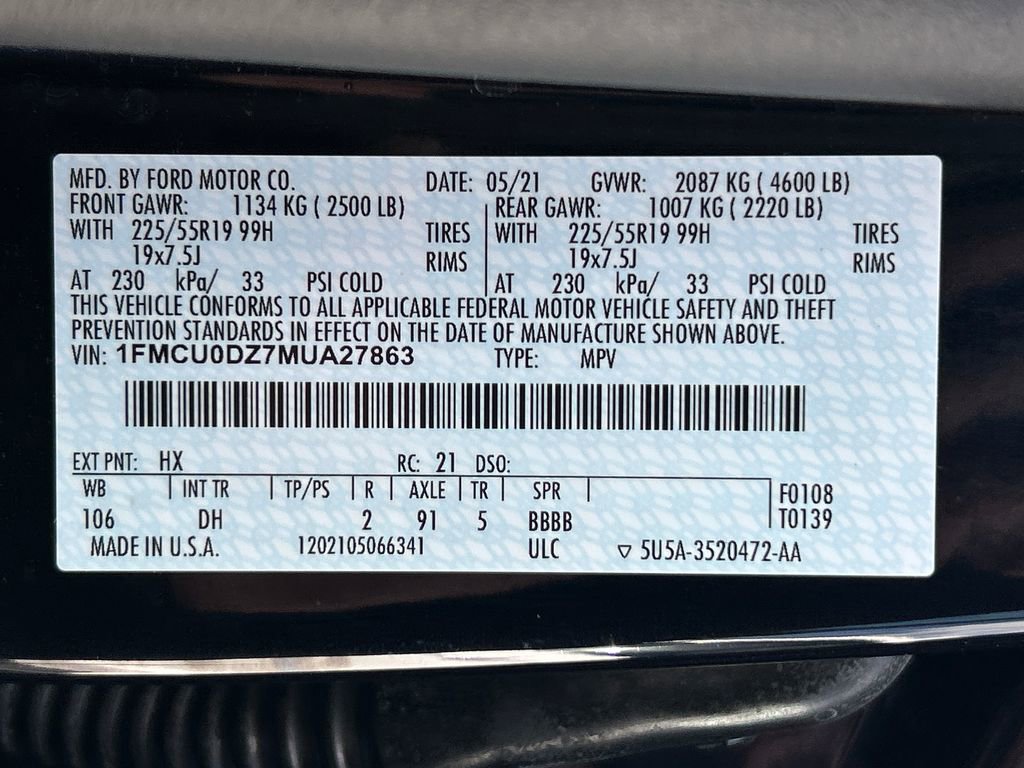 MFD. BY FORD MOTOR CO. DATE: 05/21 GVWR: 2087 KG ( 4600 LB)
FRONT GAWR: 1134 KG ( 2500 LB) REAR GAWR: 1007 KG ( 2220 LB)
WITH 225/55R19 99H TIRES WITH 225/55R19 99H TIRES
19x7.5J RIMS 19x7.5J RIMS
AT 230 kPa/ 33 PSI COLD AT 230 kPa/ 33 PSI COLD
THIS VEHICLE CONFORMS TO ALL APPLICABLE FEDERAL MOTOR VEHICLE SAFETY AND THEFT
PREVENTION STANDARDS IN EFFECT ON THE DATE OF MANUFACTURE SHOWN ABOVE.
VIN: 1FMCU0DZ7MUA27863 TYPE: MPV
EXT PNT: HX RC: 21 DSO:
WB INT TR TP/PS R AXLE TR SPR F0108
106 DH 2 91 5 BBBB T0139
MADE IN U.S.A. 1202105066341 ULC ▽ 5U5A-3520472-AA